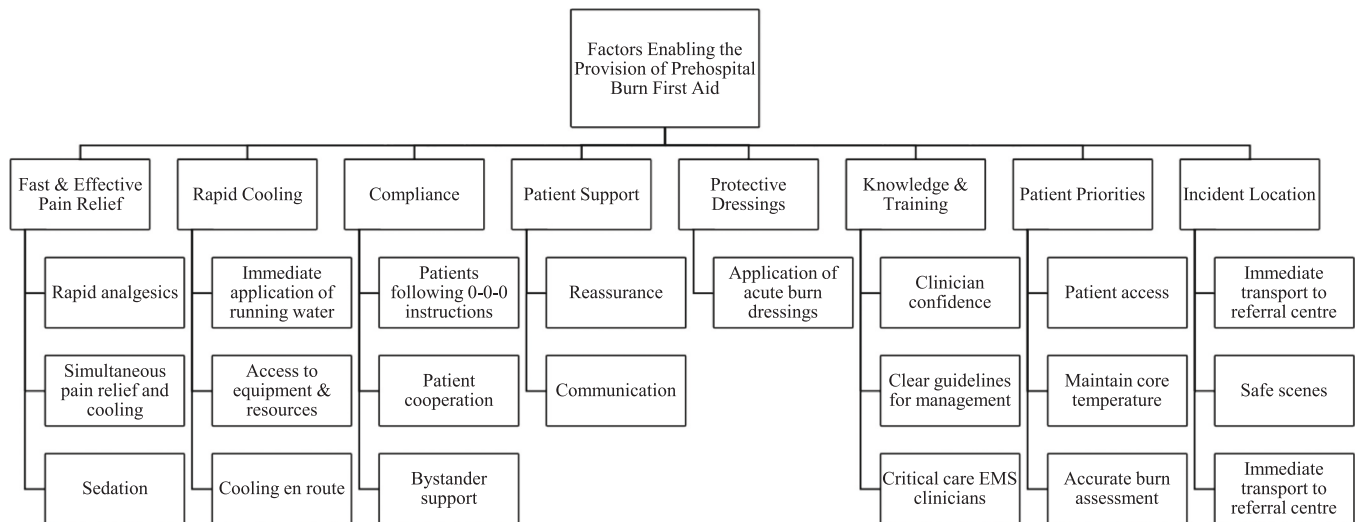 Factors Enabling the
Provision of Prehospital
Burn First Aid
Fast & Effective
Pain Relief
Rapid Cooling
Compliance
Patient Support
Protective
Dressings
Knowledge &
Training
Patient Priorities
Incident Location
Rapid analgesics
Immediate
application of
running water
Patients
following 0-0-0
instructions
Reassurance
Application of
acute burn
dressings
Clinician
confidence
Patient access
Immediate
transport to
referral centre
Simultaneous
pain relief and
cooling
Access to
equipment &
resources
Patient
cooperation
Communication
Clear guidelines
for management
Maintain core
temperature
Safe scenes
Sedation
Cooling en route
Bystander
support
Critical care EMS
clinicians
Accurate burn
assessment
Immediate
transport to
referral centre